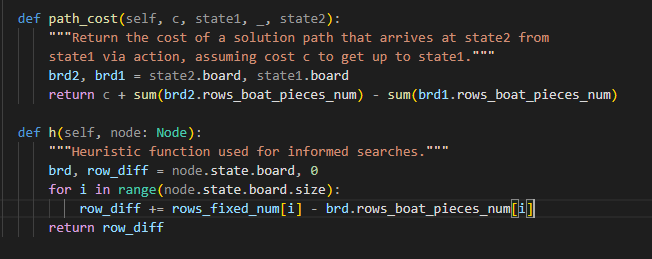 def path_cost(self, c, state1, _, state2):
    """Return the cost of a solution path that arrives at state2 from
    state1 via action, assuming cost c to get up to state1."""
    brd2, brd1 = state2.board, state1.board
    return c + sum(brd2.rows_boat_pieces_num) - sum(brd1.rows_boat_pieces_num)

def h(self, node: Node):
    """Heuristic function used for informed searches."""
    brd, row_diff = node.state.board, 0
    for i in range(node.state.board.size):
        row_diff += rows_fixed_num[i] - brd.rows_boat_pieces_num[i]
    return row_diff